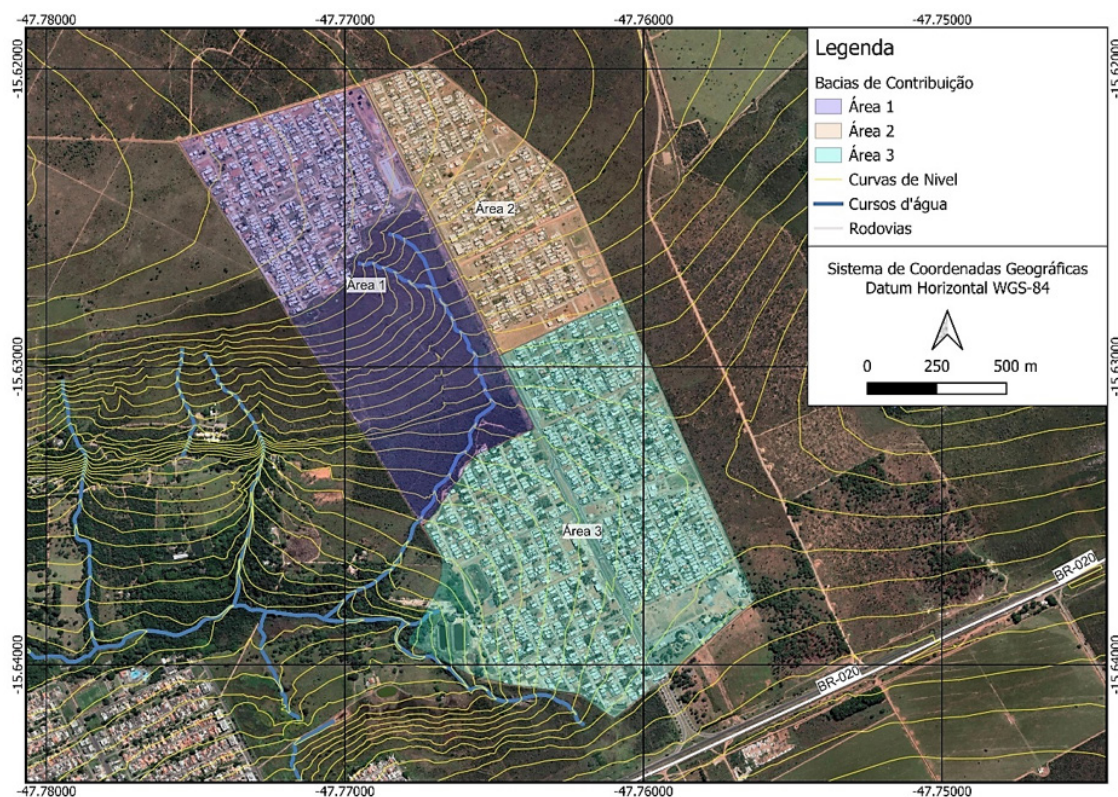 -47.78000
-47.77000
-47.76000
-47.75000
-15.62000
-15.62000
Legenda
Bacias de Contribuição
Área 1
Área 2
Área 3
Curvas de Nivel
Cursos d'água
Rodovias
Sistema de Coordenadas Geográficas
Datum Horizontal WGS-84
0 250 500 m
Área 2
Área 1
-15.63000
-15.63000
Área 3
BR-020
BR-020
-15.64000
-15.64000
-47.78000
-47.77000
-47.76000
-47.75000